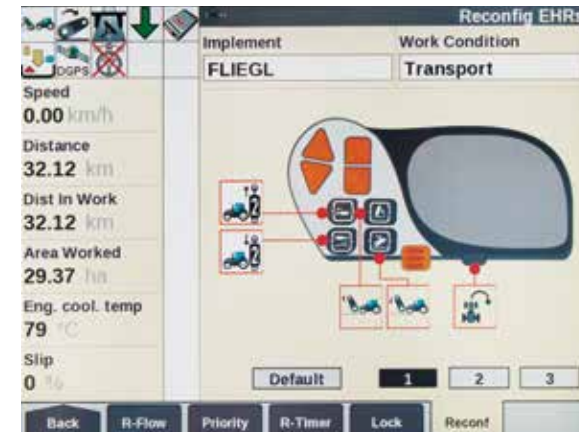 Reconfig EHRs
DGPS
Implement
Work Condition
FLIEGL
Transport
Speed
0.00 km/h
Distance
32.12 km
Dist In Work
32.12 km
Area Worked
29.37 ha
Eng. cool. temp
79 °C
Slip
0 %
Default
1
2
3
Back
R-Flow
Priority
R-Timer
Lock
Reconf